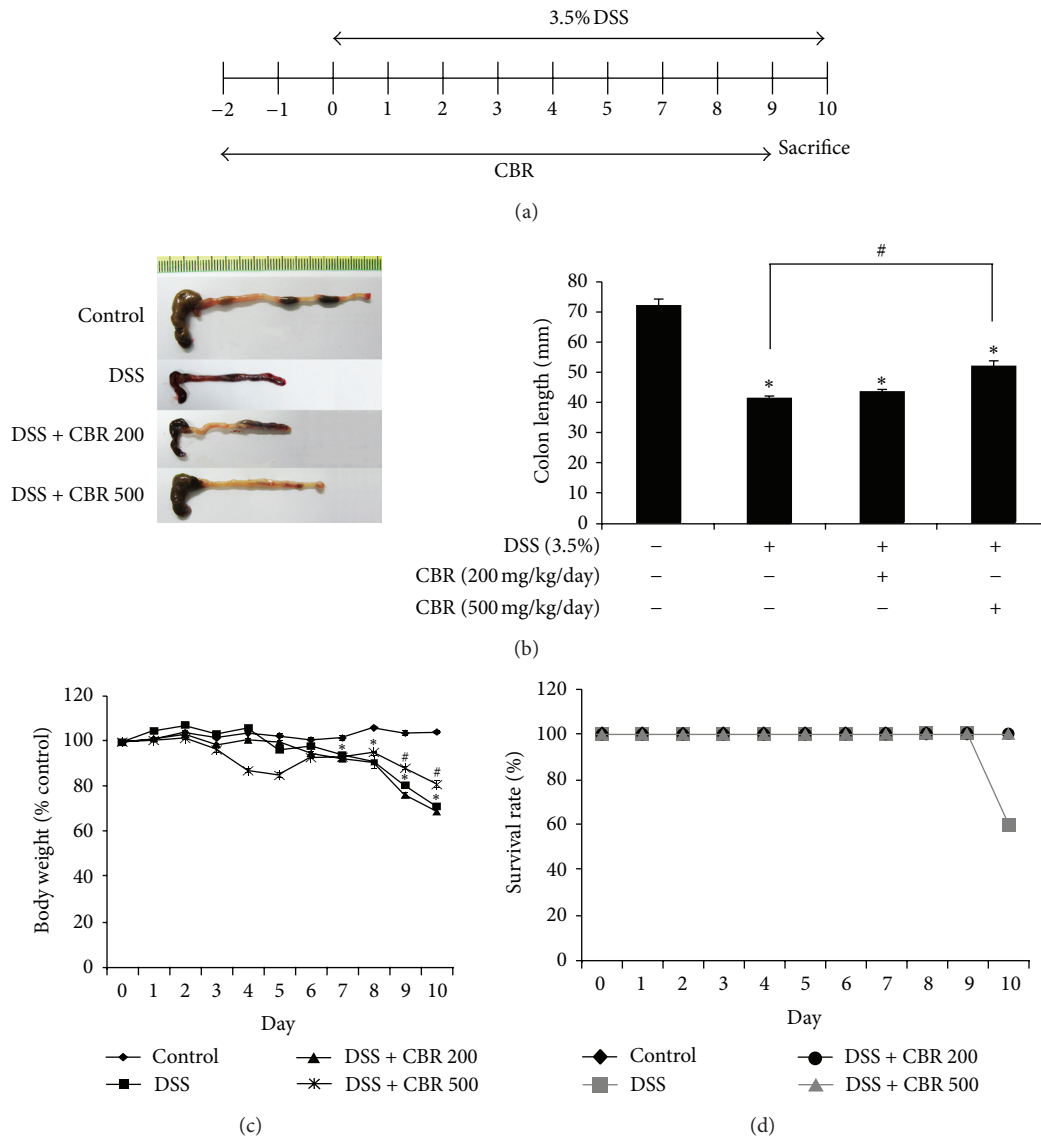 3.5% DSS
−2 −1 0 1 2 3 4 5 6 7 8 9 10
Sacrifice
CBR
(a)
Control
DSS
DSS + CBR 200
DSS + CBR 500
#
80
70
60
50
40
30
20
10
0
Colon length (mm)
* * *
DSS (3.5%) − + + +
CBR (200 mg/kg/day) − − + −
CBR (500 mg/kg/day) − − − +
(b)
120
100
80
60
40
20
0
Body weight (% control)
* * # #
* *
0 1 2 3 4 5 6 7 8 9 10
Day
Control
DSS
DSS + CBR 200
DSS + CBR 500
(c)
120
100
80
60
40
20
0
Survival rate (%)
0 1 2 3 4 5 6 7 8 9 10
Day
Control
DSS
DSS + CBR 200
DSS + CBR 500
(d)